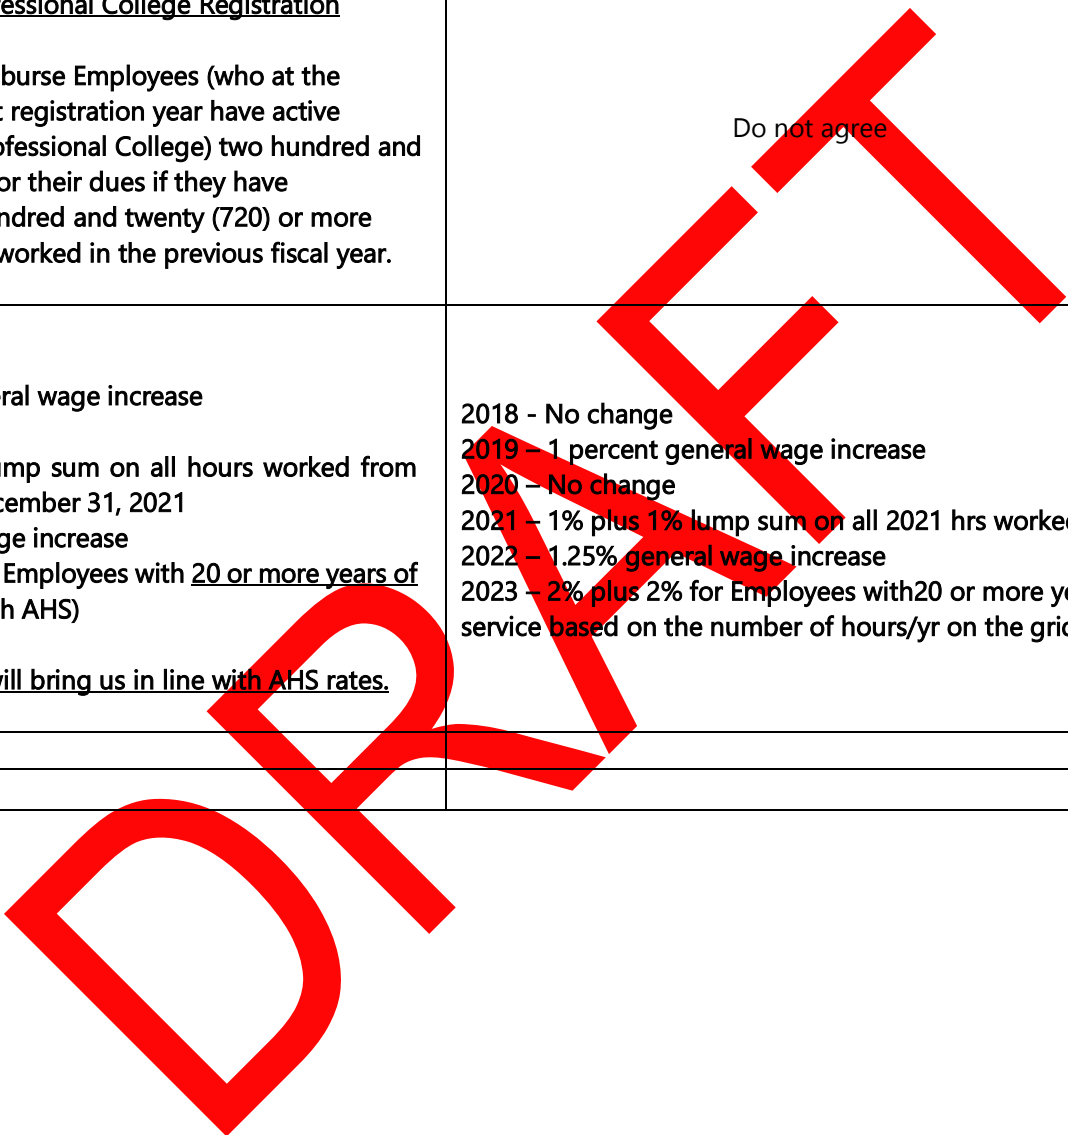 fessional College Registration
burse Employees (who at the
t registration year have active
ofessional College) two hundred and
or their dues if they have
ndred and twenty (720) or more
worked in the previous fiscal year.
Do not agree
ral wage increase
ump sum on all hours worked from
cember 31, 2021
ge increase
Employees with 20 or more years of
h AHS)
will bring us in line with AHS rates.
2018 - No change
2019 – 1 percent general wage increase
2020 – No change
2021 – 1% plus 1% lump sum on all 2021 hrs worked
2022 – 1.25% general wage increase
2023 – 2% plus 2% for Employees with20 or more ye
service based on the number of hours/yr on the grid
DRAFT